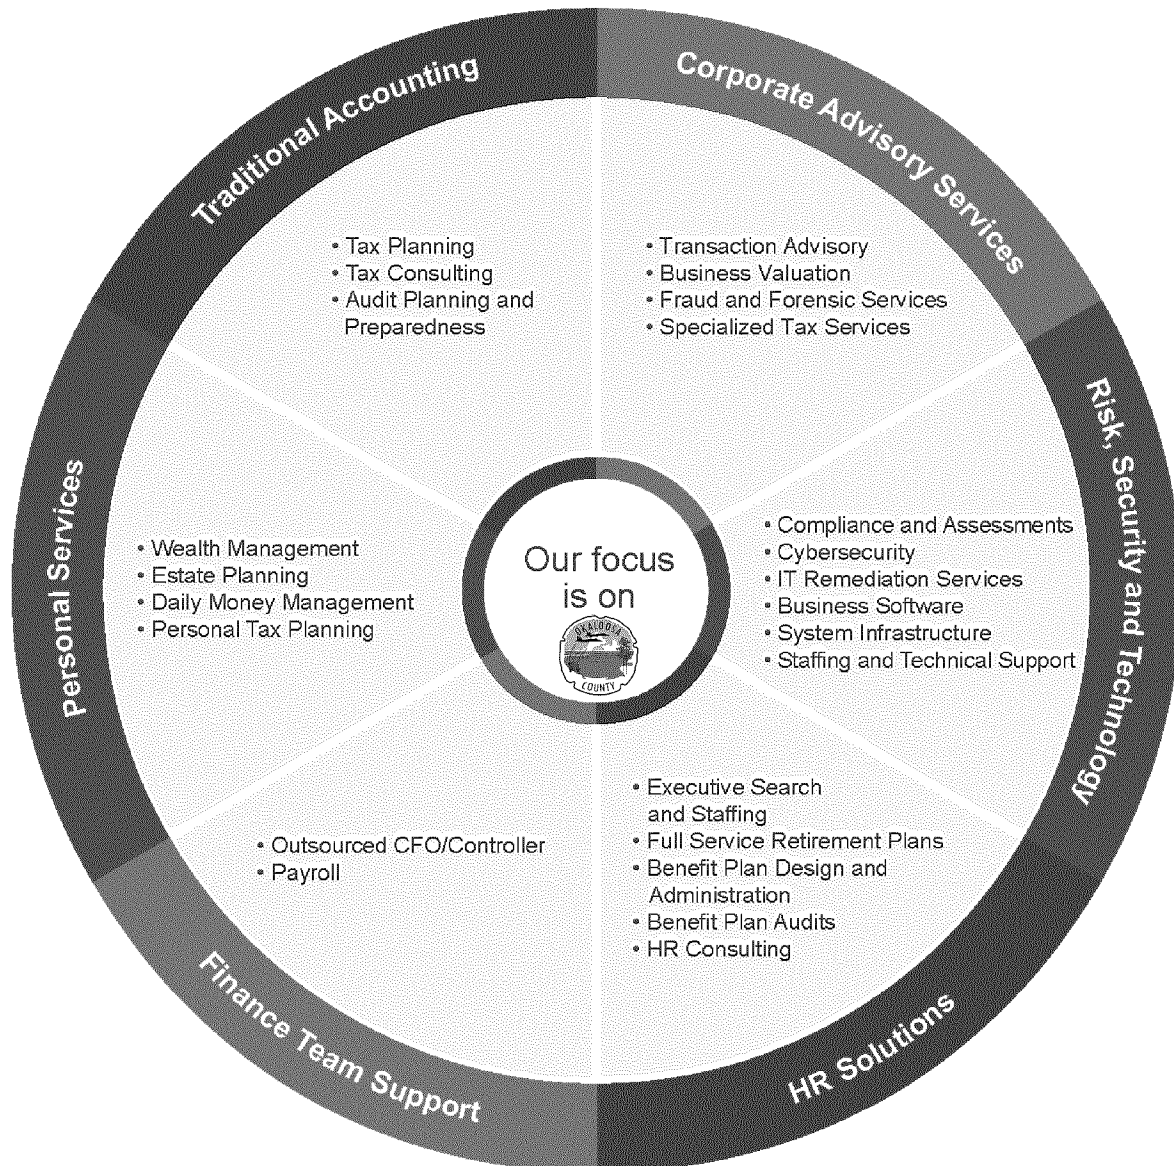 Traditional Accounting
• Tax Planning
• Tax Consulting
• Audit Planning and
Preparedness
Corporate Advisory Services
• Transaction Advisory
• Business Valuation
• Fraud and Forensic Services
• Specialized Tax Services
Risk, Security and Technology
• Compliance and Assessments
• Cybersecurity
• IT Remediation Services
• Business Software
• System Infrastructure
• Staffing and Technical Support
HR Solutions
• Executive Search
and Staffing
• Full Service Retirement Plans
• Benefit Plan Design and
Administration
• Benefit Plan Audits
• HR Consulting
Finance Team Support
• Outsourced CFO/Controller
• Payroll
Personal Services
• Wealth Management
• Estate Planning
• Daily Money Management
• Personal Tax Planning
Our focus
is on
OKALOOSA
COUNTY